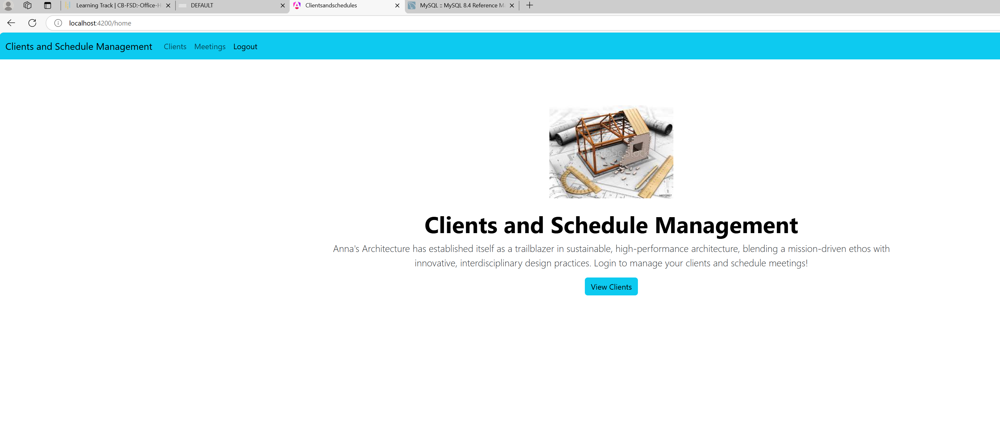 Learning Track | CB-FSD:-Office-H
DEFAULT
Clientsandschedules
MySQL :: MySQL 8.4 Reference Ma
localhost:4200/home
Clients and Schedule Management Clients Meetings Logout
Adobe Stock
Clients and Schedule Management
Anna's Architecture has established itself as a trailblazer in sustainable, high-performance architecture, blending a mission-driven ethos with
innovative, interdisciplinary design practices. Login to manage your clients and schedule meetings!
View Clients